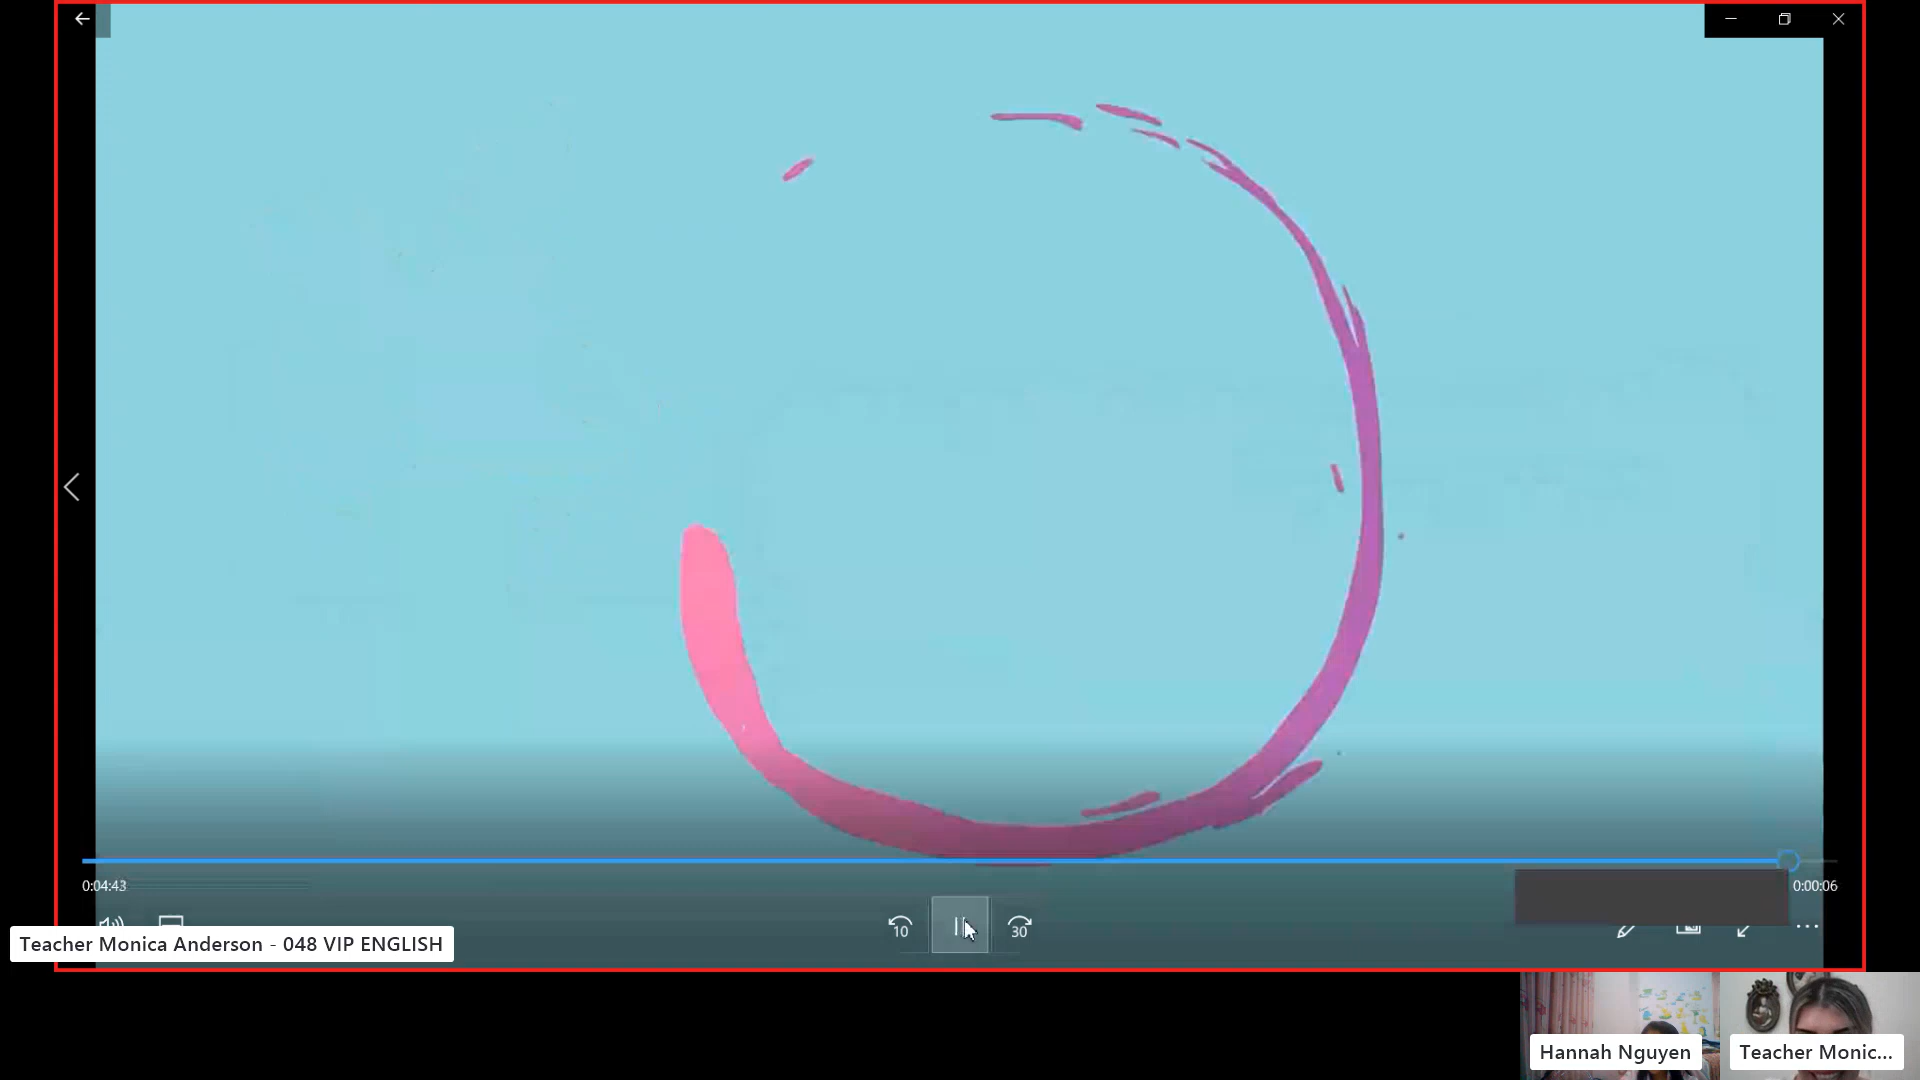 0:04:43
0:00:06
10
30
Teacher Monica Anderson - 048 VIP ENGLISH
Hannah Nguyen
Teacher Monic...